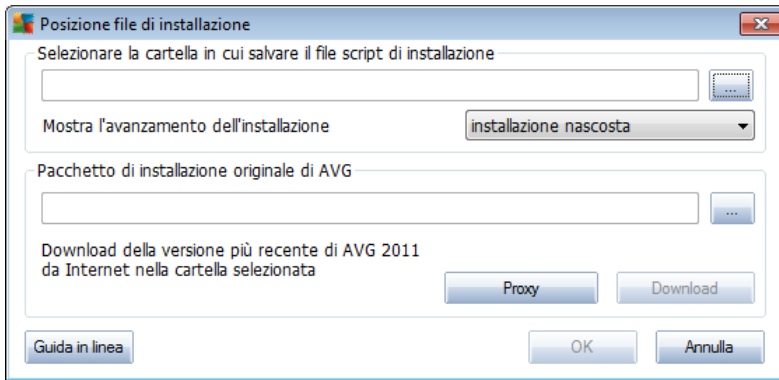 Posizione file di installazione
Selezionare la cartella in cui salvare il file script di installazione
...
Mostra l'avanzamento dell'installazione
installazione nascosta
Pacchetto di installazione originale di AVG
...
Download della versione più recente di AVG 2011
da Internet nella cartella selezionata
Proxy
Download
Guida in linea
OK
Annulla